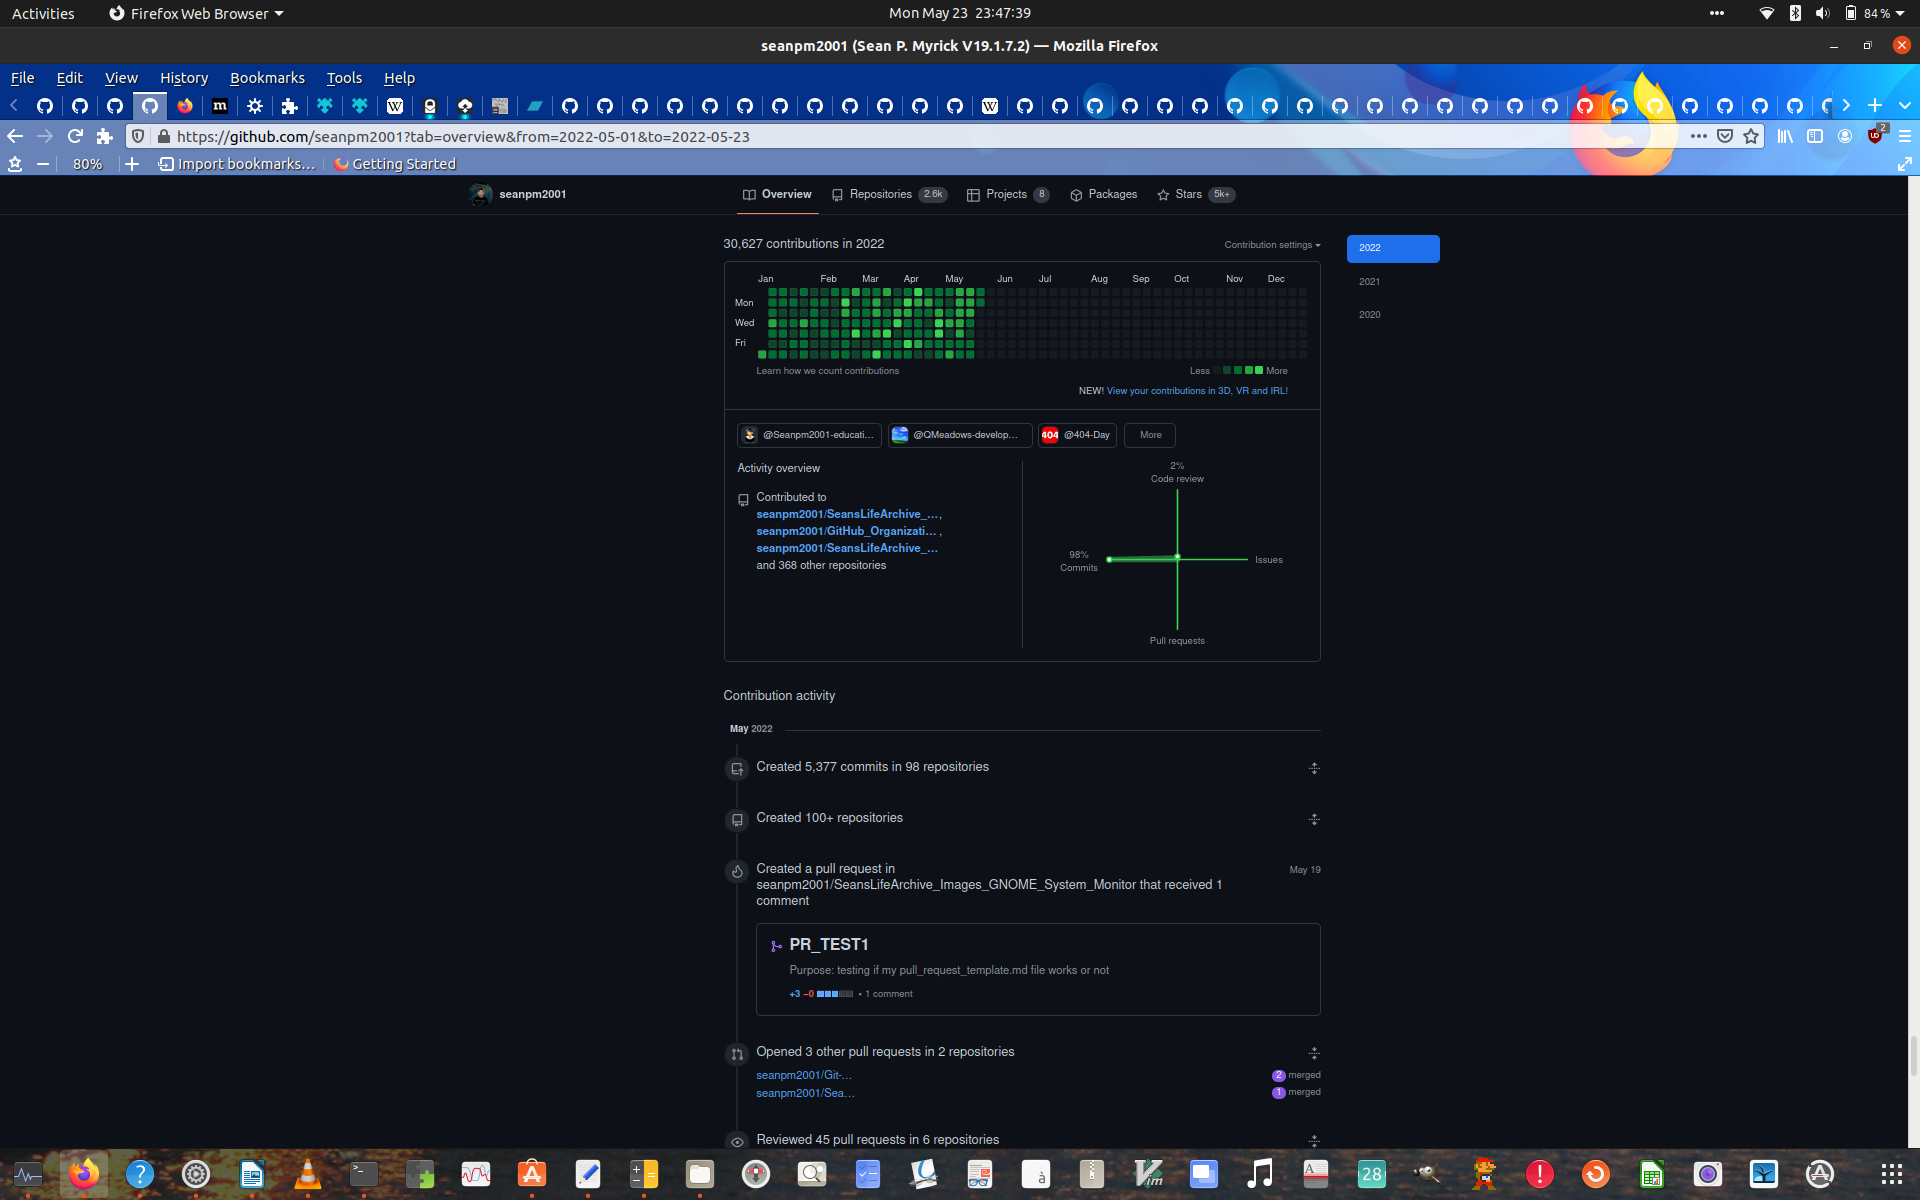 Activities
Firefox Web Browser
Mon May 23 23:47:39
84 %
seanpm2001 (Sean P. Myrick V19.1.7.2) — Mozilla Firefox
File Edit View History Bookmarks Tools Help
https://github.com/seanpm2001?tab=overview&from=2022-05-01&to=2022-05-23
2
80%
Import bookmarks...
Getting Started
seanpm2001
Overview
Repositories 2.6k
Projects 8
Packages
Stars 5k+
30,627 contributions in 2022
Contribution settings
2022
2021
2020
Jan Feb Mar Apr May Jun Jul Aug Sep Oct Nov Dec
Mon
Wed
Fri
Learn how we count contributions
Less More
NEW! View your contributions in 3D, VR and IRL!
@Seanpm2001-educati...
@QMeadows-develop...
404 @404-Day
More
Activity overview
Contributed to
seanpm2001/SeansLifeArchive_...,
seanpm2001/GitHub_Organizati... ,
seanpm2001/SeansLifeArchive_...
and 368 other repositories
2%
Code review
98%
Commits
Issues
Pull requests
Contribution activity
May 2022
Created 5,377 commits in 98 repositories
Created 100+ repositories
Created a pull request in
May 19
seanpm2001/SeansLifeArchive_Images_GNOME_System_Monitor that received 1
comment
PR_TEST1
Purpose: testing if my pull_request_template.md file works or not
+3 −0 • 1 comment
Opened 3 other pull requests in 2 repositories
seanpm2001/Git-...
2 merged
seanpm2001/Sea...
1 merged
Reviewed 45 pull requests in 6 repositories
28